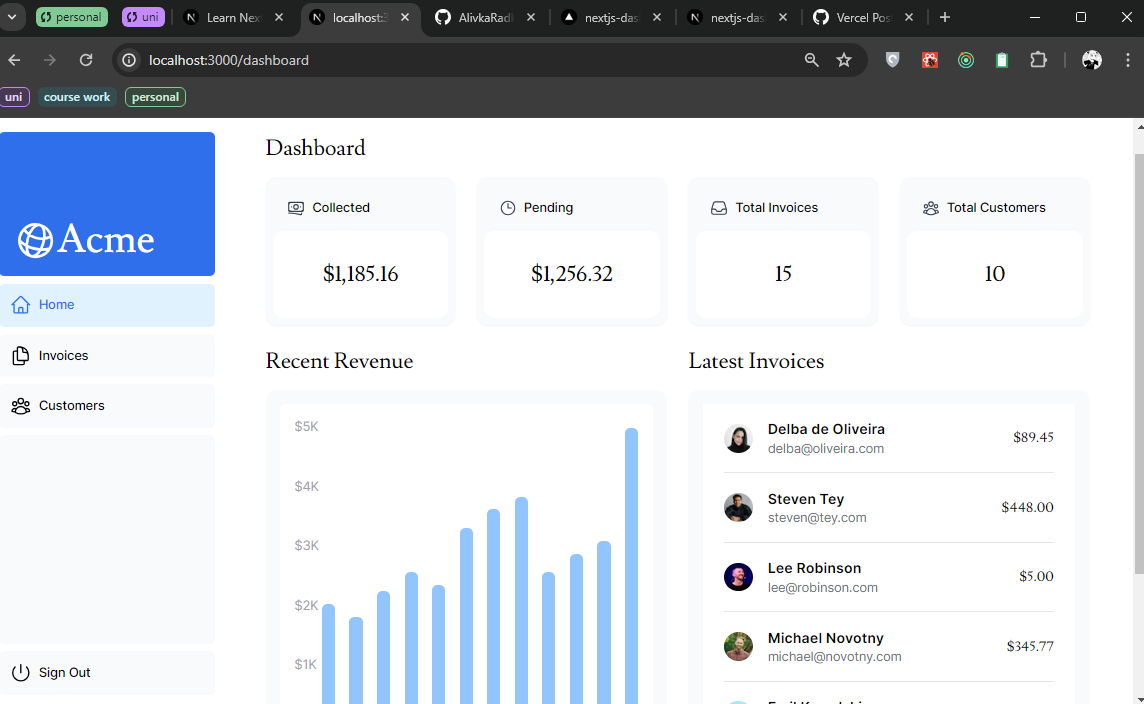 personal uni Learn Nex localhost:3 AlivkaRadl nextjs-das nextjs-das Vercel Pos
localhost:3000/dashboard
uni course work personal
Acme
Home
Invoices
Customers
Sign Out
Dashboard
Collected
$1,185.16
Pending
$1,256.32
Total Invoices
15
Total Customers
10
Recent Revenue
$5K
$4K
$3K
$2K
$1K
Latest Invoices
Delba de Oliveira
delba@oliveira.com
$89.45
Steven Tey
steven@tey.com
$448.00
Lee Robinson
lee@robinson.com
$5.00
Michael Novotny
michael@novotny.com
$345.77